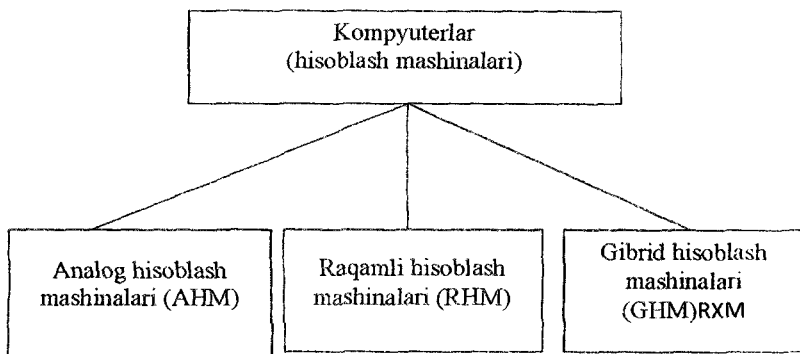 Kompyuterlar
(hisoblash mashinalari)
Analog hisoblash
mashinalari (AHM)
Raqamli hisoblash
mashinalari (RHM)
Gibrid hisoblash
mashinalari
(GHM)RXM